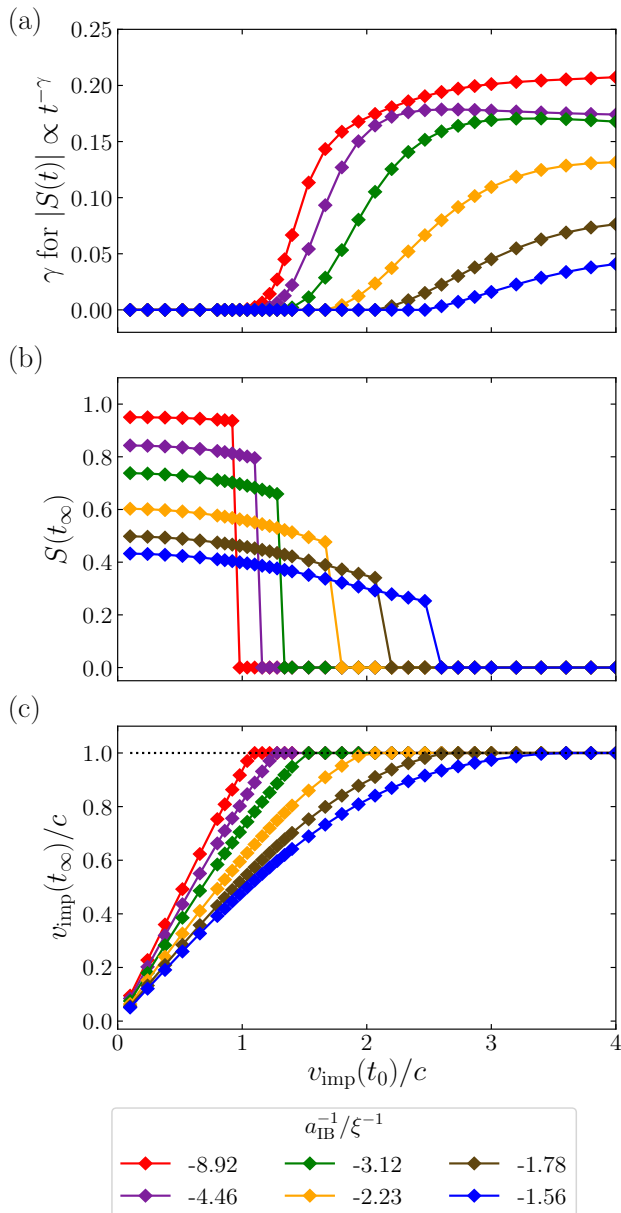 (a)
0.25
0.20
0.15
0.10
0.05
0.00
γ for |S(t)| ∝ t^{−γ}
(b)
1.0
0.8
0.6
0.4
0.2
0.0
S(t_∞)
(c)
1.0
0.8
0.6
0.4
0.2
0.0
v_imp(t_∞)/c
0 1 2 3 4
v_imp(t_0)/c
a_IB^{−1}/ξ^{−1}
-8.92 -3.12 -1.78
-4.46 -2.23 -1.56